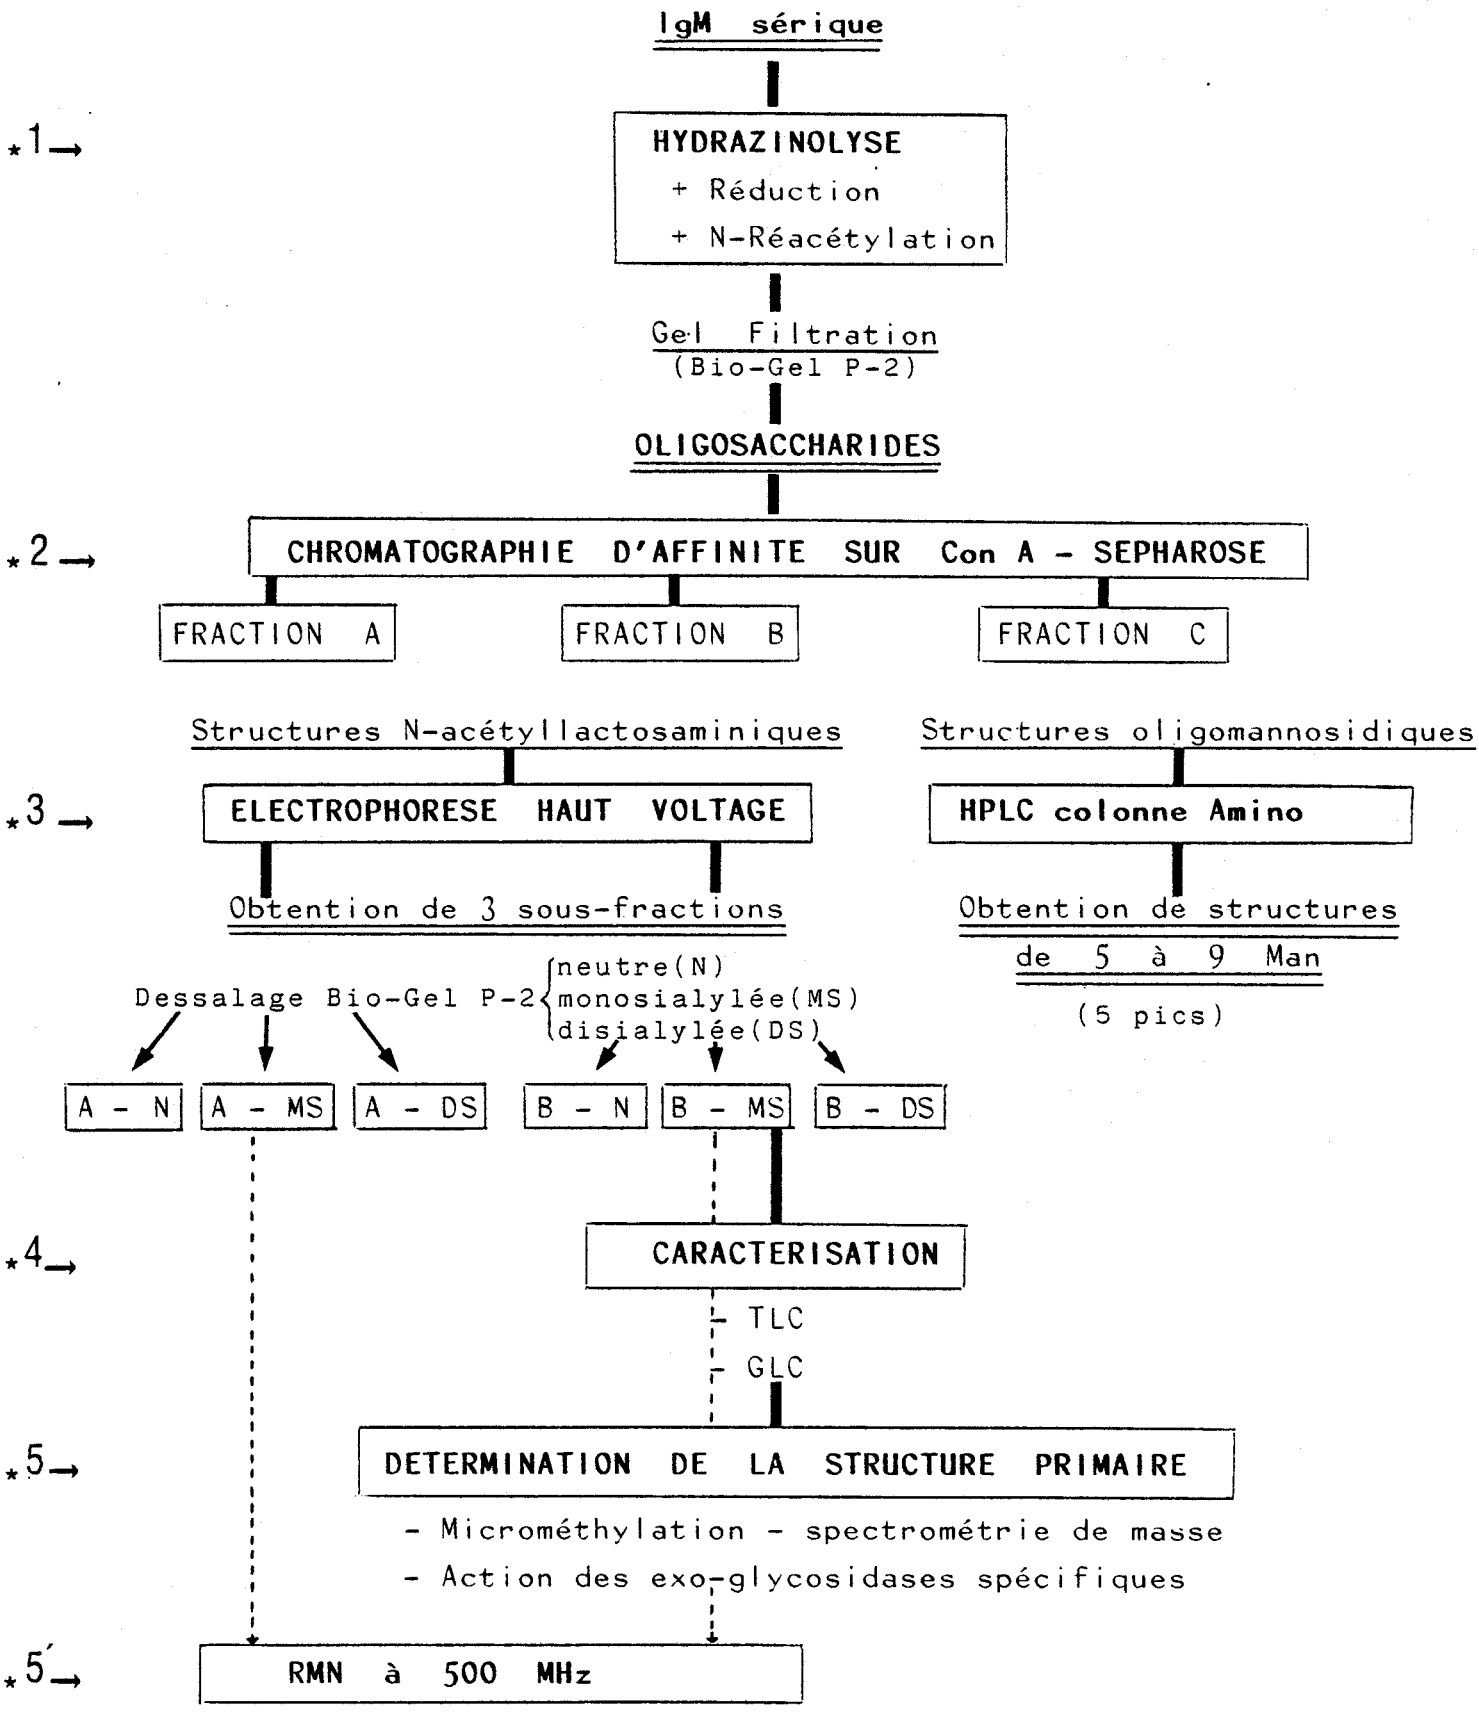 IgM sérique
*1→
HYDRAZINOLYSE
+ Réduction
+ N-Réacétylation
Gel Filtration
(Bio-Gel P-2)
OLIGOSACCHARIDES
*2→
CHROMATOGRAPHIE D'AFFINITE SUR Con A - SEPHAROSE
FRACTION A
FRACTION B
FRACTION C
Structures N-acétyllactosaminiques
Structures oligomannosidiques
*3→
ELECTROPHORESE HAUT VOLTAGE
HPLC colonne Amino
Obtention de 3 sous-fractions
Obtention de structures
de 5 à 9 Man
(5 pics)
neutre(N)
Dessalage Bio-Gel P-2 monosialylée(MS)
disialylée(DS)
A - N
A - MS
A - DS
B - N
B - MS
B - DS
*4→
CARACTERISATION
- TLC
- GLC
*5→
DETERMINATION DE LA STRUCTURE PRIMAIRE
- Microméthylation - spectrométrie de masse
- Action des exo-glycosidases spécifiques
*5'→
RMN à 500 MHz